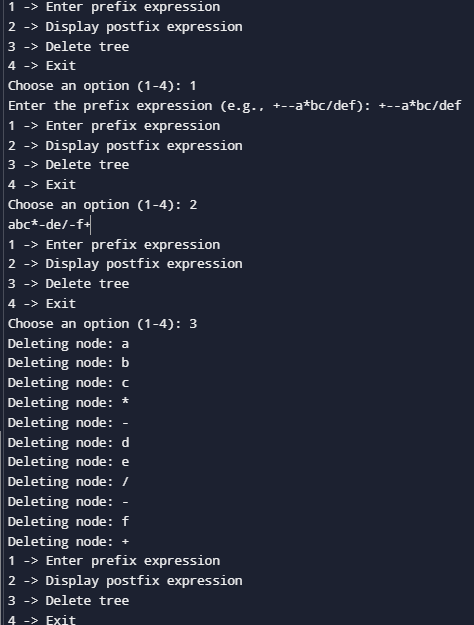 1 -> Enter prefix expression
2 -> Display postfix expression
3 -> Delete tree
4 -> Exit
Choose an option (1-4): 1
Enter the prefix expression (e.g., +--a*bc/def): +--a*bc/def
1 -> Enter prefix expression
2 -> Display postfix expression
3 -> Delete tree
4 -> Exit
Choose an option (1-4): 2
abc*-de/-f+
1 -> Enter prefix expression
2 -> Display postfix expression
3 -> Delete tree
4 -> Exit
Choose an option (1-4): 3
Deleting node: a
Deleting node: b
Deleting node: c
Deleting node: *
Deleting node: -
Deleting node: d
Deleting node: e
Deleting node: /
Deleting node: -
Deleting node: f
Deleting node: +
1 -> Enter prefix expression
2 -> Display postfix expression
3 -> Delete tree
4 -> Exit